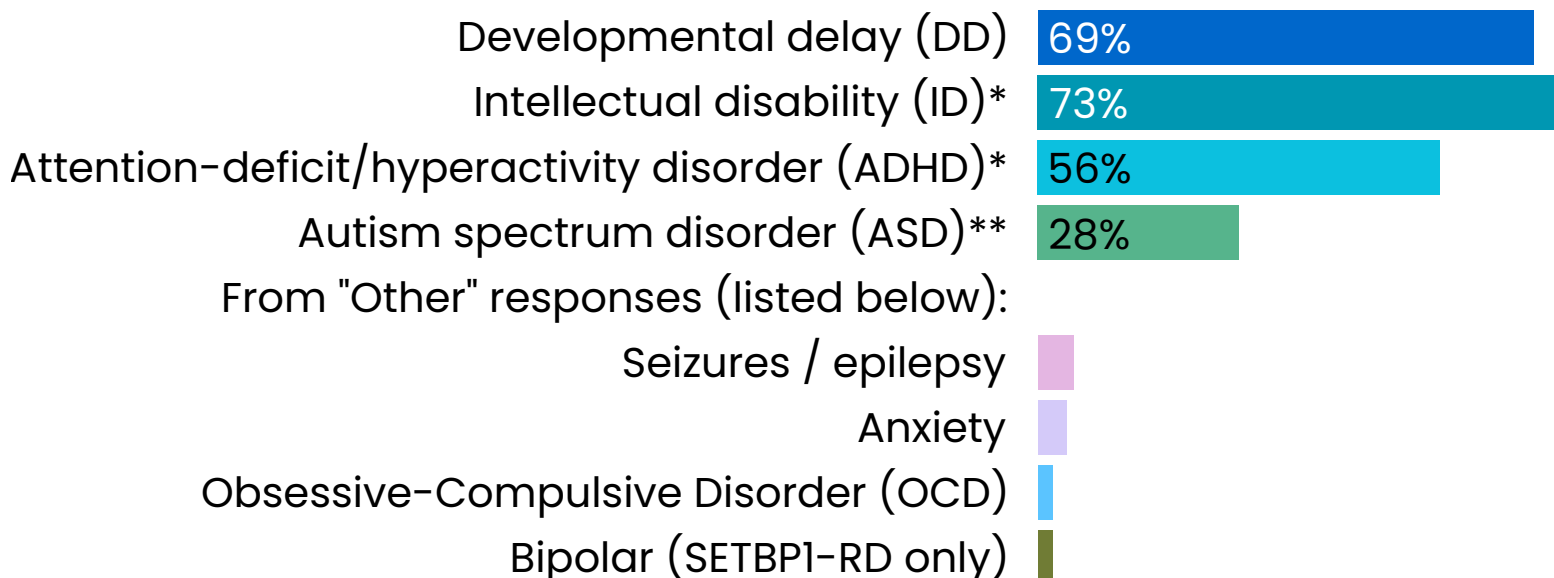 Developmental delay (DD) 69%
Intellectual disability (ID)* 73%
Attention-deficit/hyperactivity disorder (ADHD)* 56%
Autism spectrum disorder (ASD)** 28%
From "Other" responses (listed below):
Seizures / epilepsy
Anxiety
Obsessive-Compulsive Disorder (OCD)
Bipolar (SETBP1-RD only)